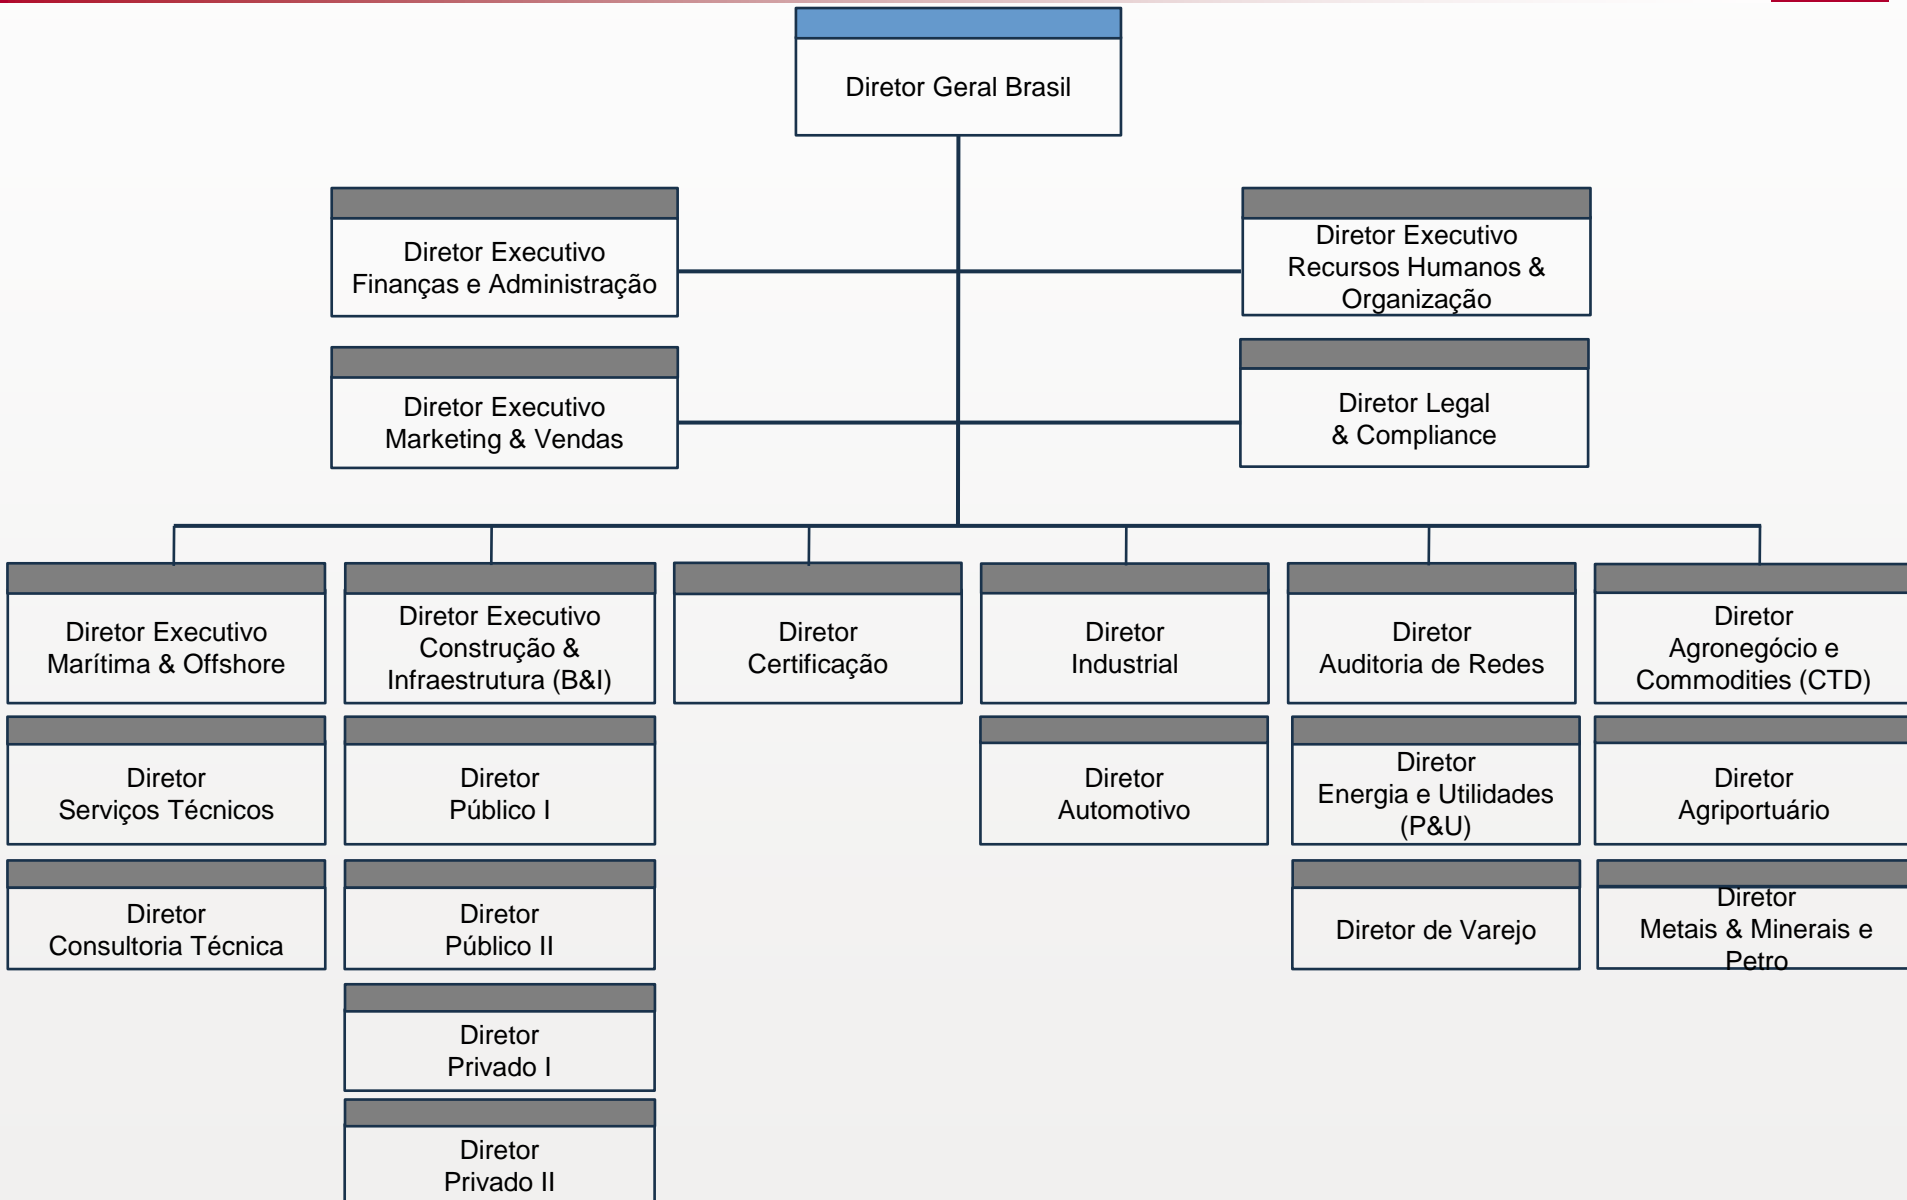 Diretor Geral Brasil
Diretor Executivo
Finanças e Administração
Diretor Executivo
Recursos Humanos &
Organização
Diretor Executivo
Marketing & Vendas
Diretor Legal
& Compliance
Diretor Executivo
Marítima & Offshore
Diretor Executivo
Construção &
Infraestrutura (B&I)
Diretor
Certificação
Diretor
Industrial
Diretor
Auditoria de Redes
Diretor
Agronegócio e
Commodities (CTD)
Diretor
Serviços Técnicos
Diretor
Público I
Diretor
Automotivo
Diretor
Energia e Utilidades
(P&U)
Diretor
Agriportuário
Diretor
Consultoria Técnica
Diretor
Público II
Diretor de Varejo
Diretor
Metais & Minerais e
Petro
Diretor
Privado I
Diretor
Privado II